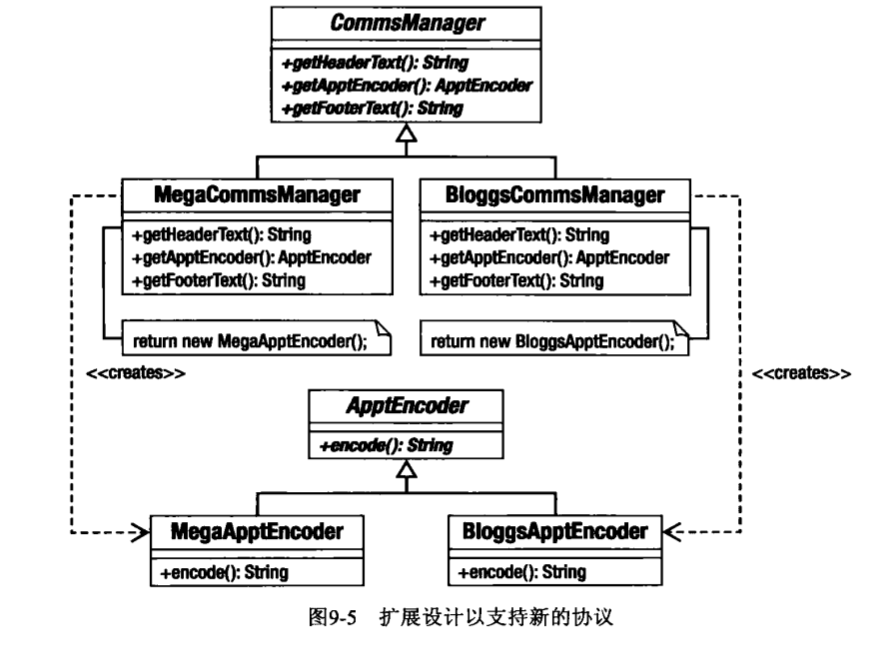 CommsManager
+getHeaderText(): String
+getApptEncoder(): ApptEncoder
+getFooterText(): String
MegaCommsManager
+getHeaderText(): String
+getApptEncoder(): ApptEncoder
+getFooterText(): String
BloggsCommsManager
+getHeaderText(): String
+getApptEncoder(): ApptEncoder
+getFooterText(): String
return new MegaApptEncoder();
return new BloggsApptEncoder();
<<creates>>
<<creates>>
ApptEncoder
+encode(): String
MegaApptEncoder
+encode(): String
BloggsApptEncoder
+encode(): String
图9-5 扩展设计以支持新的协议